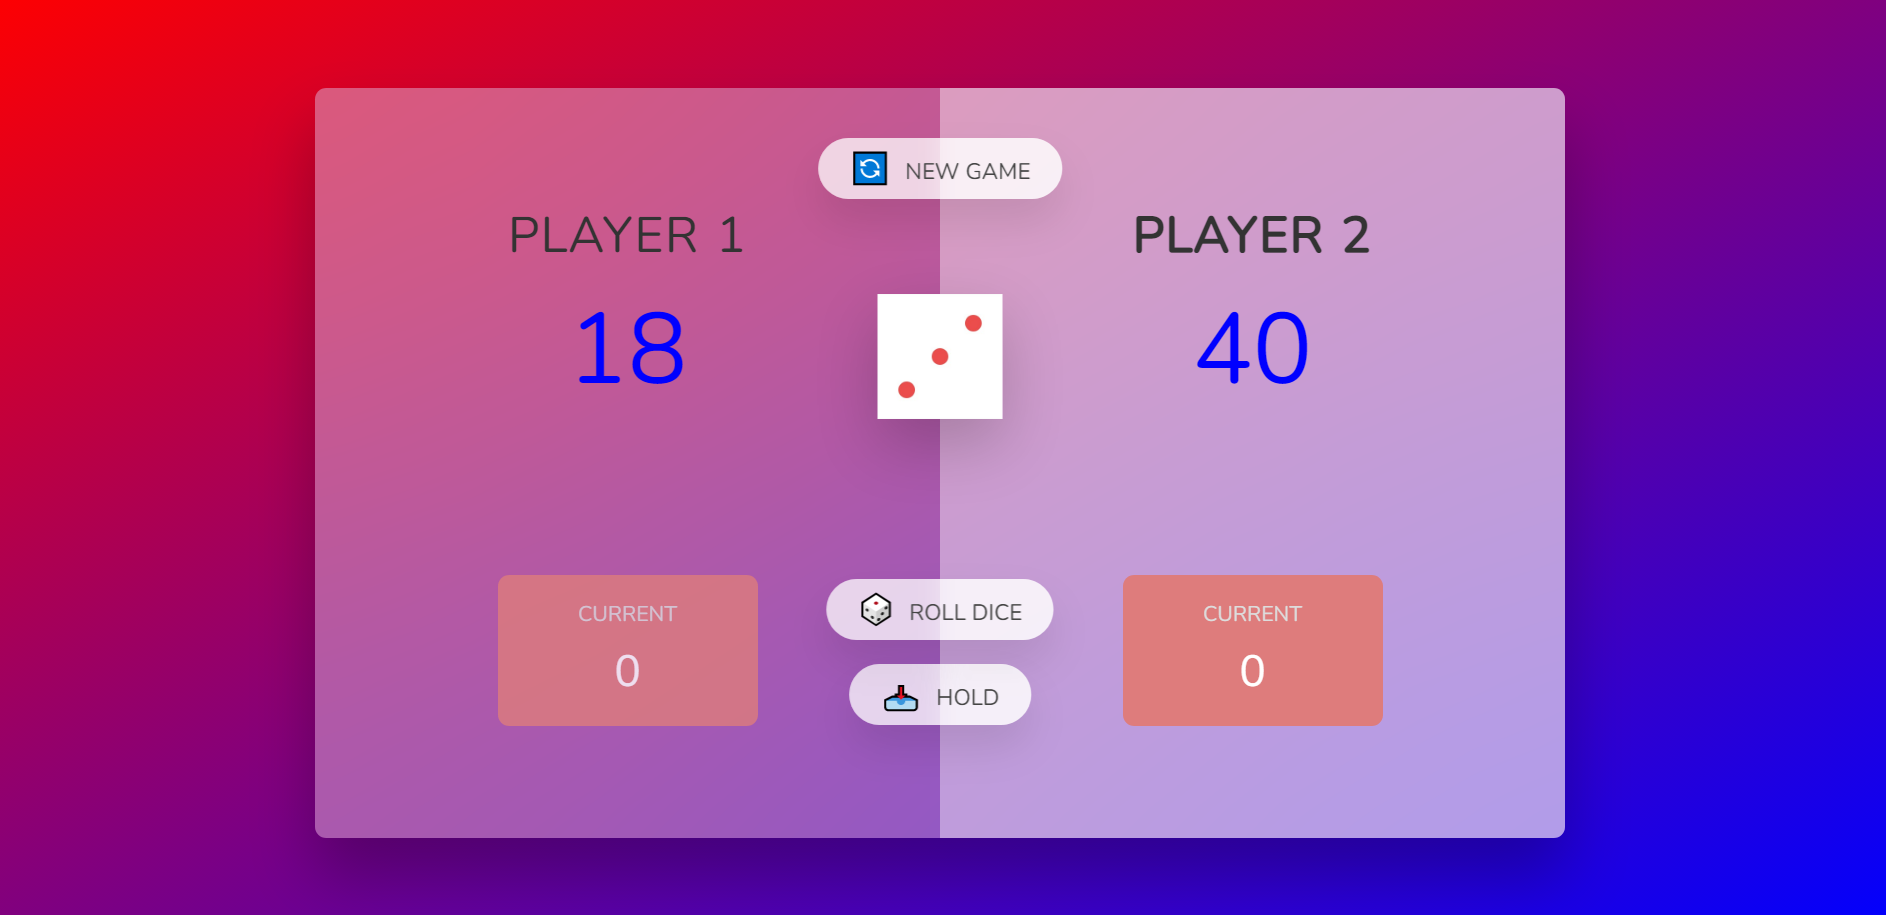 NEW GAME
PLAYER 1
18
CURRENT
0
PLAYER 2
40
CURRENT
0
ROLL DICE
HOLD